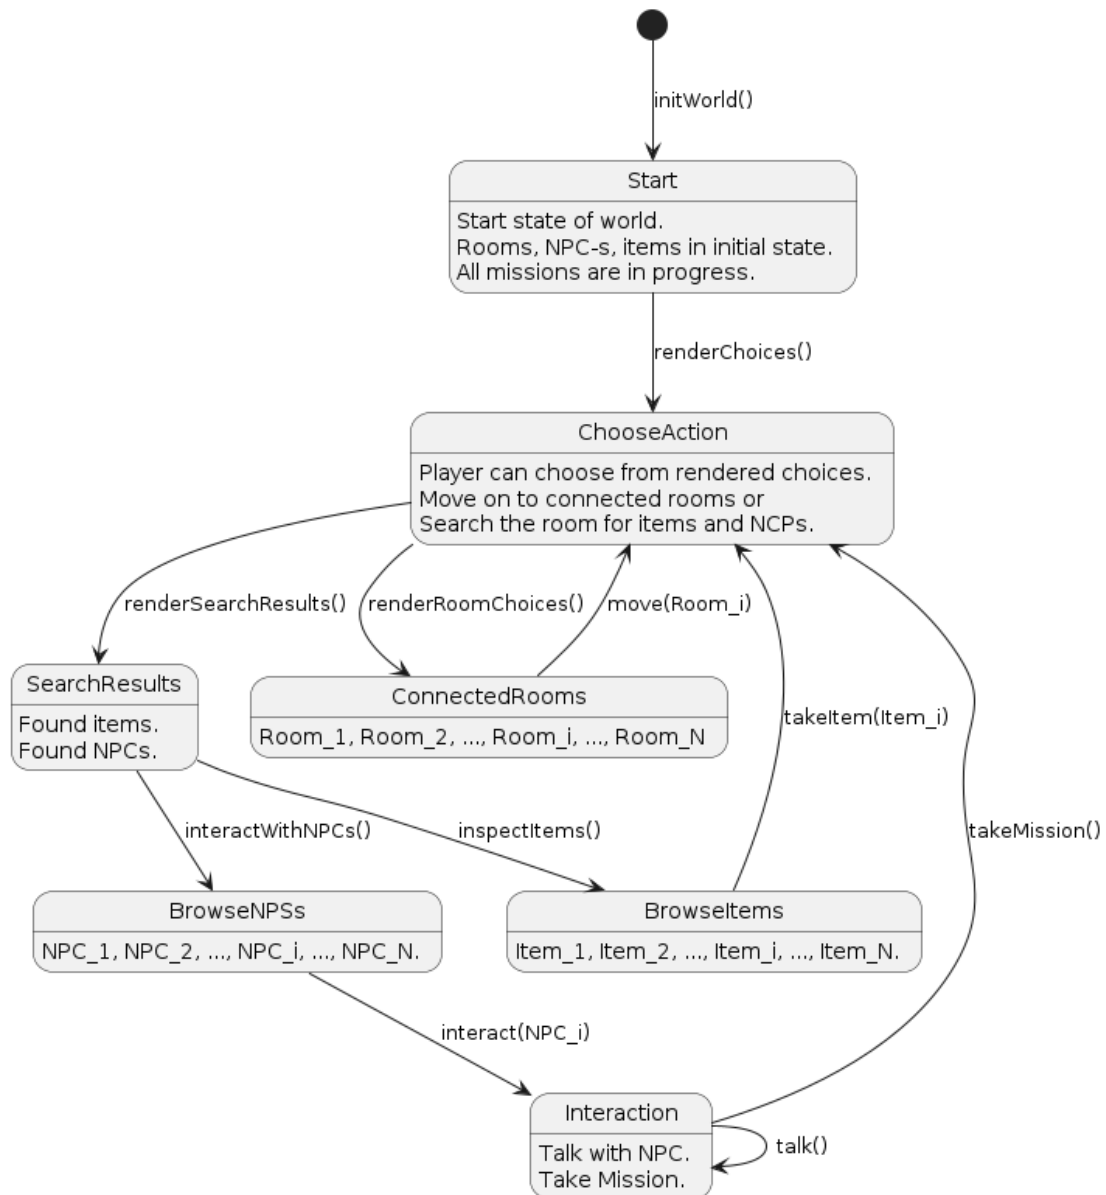 initWorld()
Start
Start state of world.
Rooms, NPC-s, items in initial state.
All missions are in progress.
renderChoices()
ChooseAction
Player can choose from rendered choices.
Move on to connected rooms or
Search the room for items and NCPs.
renderSearchResults()
renderRoomChoices()
move(Room_i)
SearchResults
Found items.
Found NPCs.
ConnectedRooms
Room_1, Room_2, ..., Room_i, ..., Room_N
takeItem(Item_i)
interactWithNPCs()
inspectItems()
takeMission()
BrowseNPSs
NPC_1, NPC_2, ..., NPC_i, ..., NPC_N.
BrowseItems
Item_1, Item_2, ..., Item_i, ..., Item_N.
interact(NPC_i)
Interaction
Talk with NPC.
Take Mission.
talk()